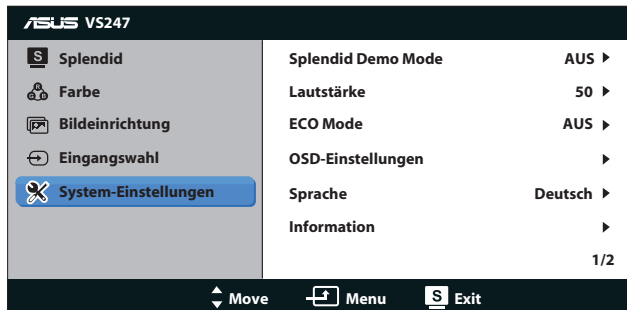 ASUS VS247
S Splendid
Farbe
Bildeinrichtung
Eingangswahl
System-Einstellungen
Splendid Demo Mode AUS
Lautstärke 50
ECO Mode AUS
OSD-Einstellungen
Sprache Deutsch
Information
1/2
Move Menu S Exit